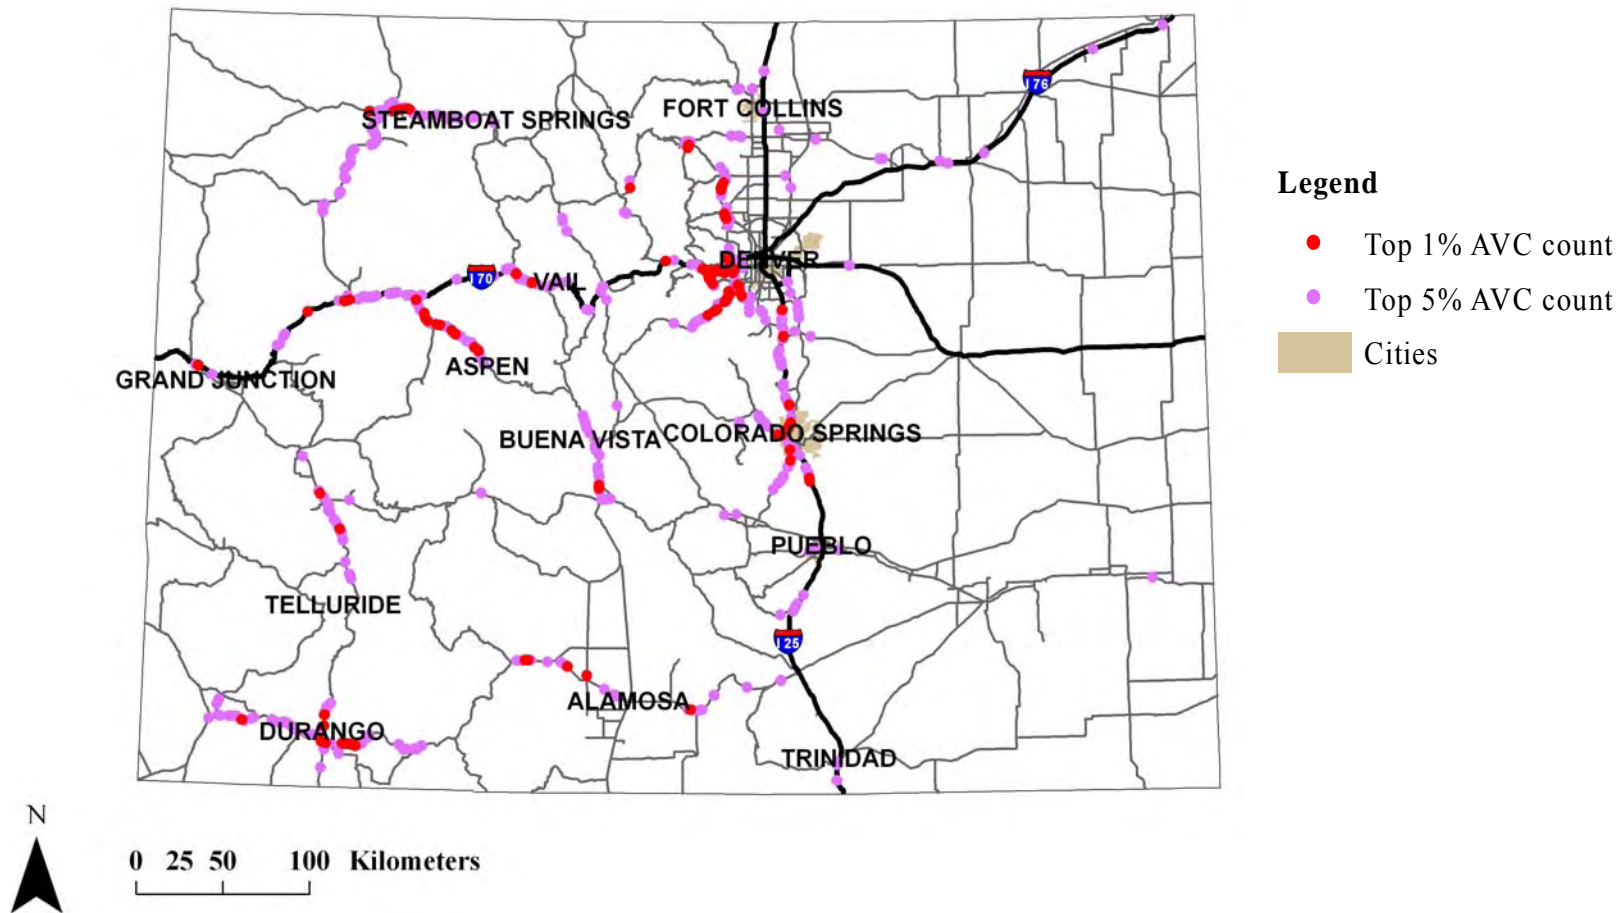 I 76
FORT COLLINS
STEAMBOAT SPRINGS
Legend
Top 1% AVC count
Top 5% AVC count
Cities
DENVER
I 70
VAIL
ASPEN
GRAND JUNCTION
BUENA VISTA
COLORADO SPRINGS
PUEBLO
TELLURIDE
I 25
ALAMOSA
DURANGO
TRINIDAD
N
0 25 50 100 Kilometers